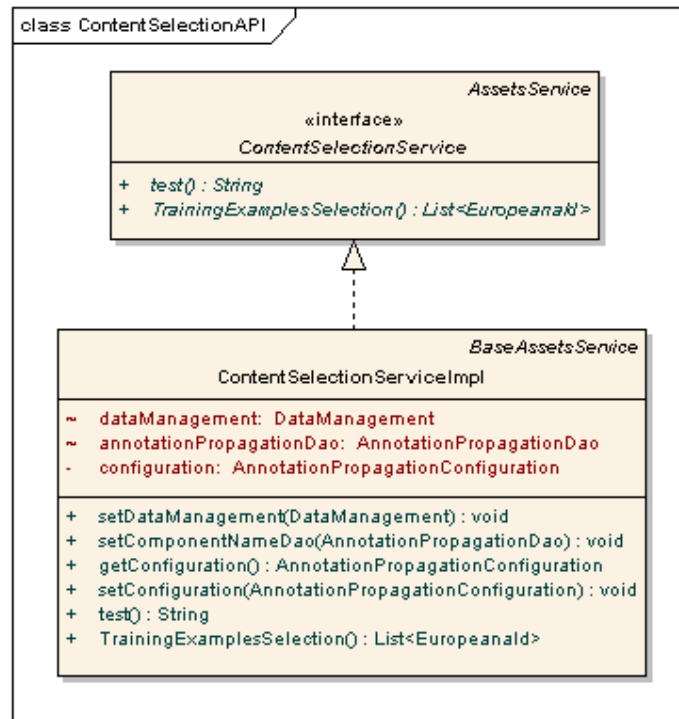 class ContentSelectionAPI
AssetsService
«interface»
ContentSelectionService
+ test() : String
+ TrainingExamplesSelection() : List<EuropeanaId>
BaseAssetsService
ContentSelectionServiceImpl
~ dataManagement: DataManagement
~ annotationPropagationDao: AnnotationPropagationDao
- configuration: AnnotationPropagationConfiguration
+ setDataManagement(DataManagement) : void
+ setComponentNameDao(AnnotationPropagationDao) : void
+ getConfiguration() : AnnotationPropagationConfiguration
+ setConfiguration(AnnotationPropagationConfiguration) : void
+ test() : String
+ TrainingExamplesSelection() : List<EuropeanaId>